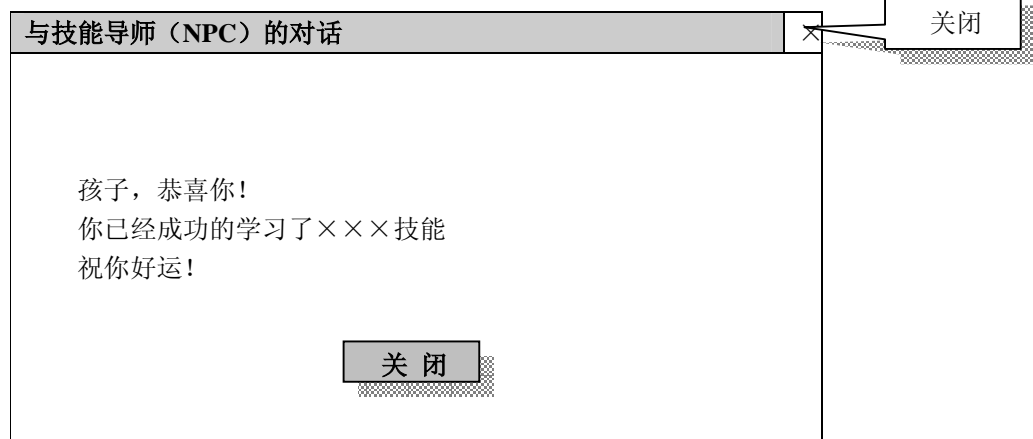 与技能导师（NPC）的对话
×
关闭
孩子，恭喜你！
你已经成功的学习了×××技能
祝你好运！
关 闭